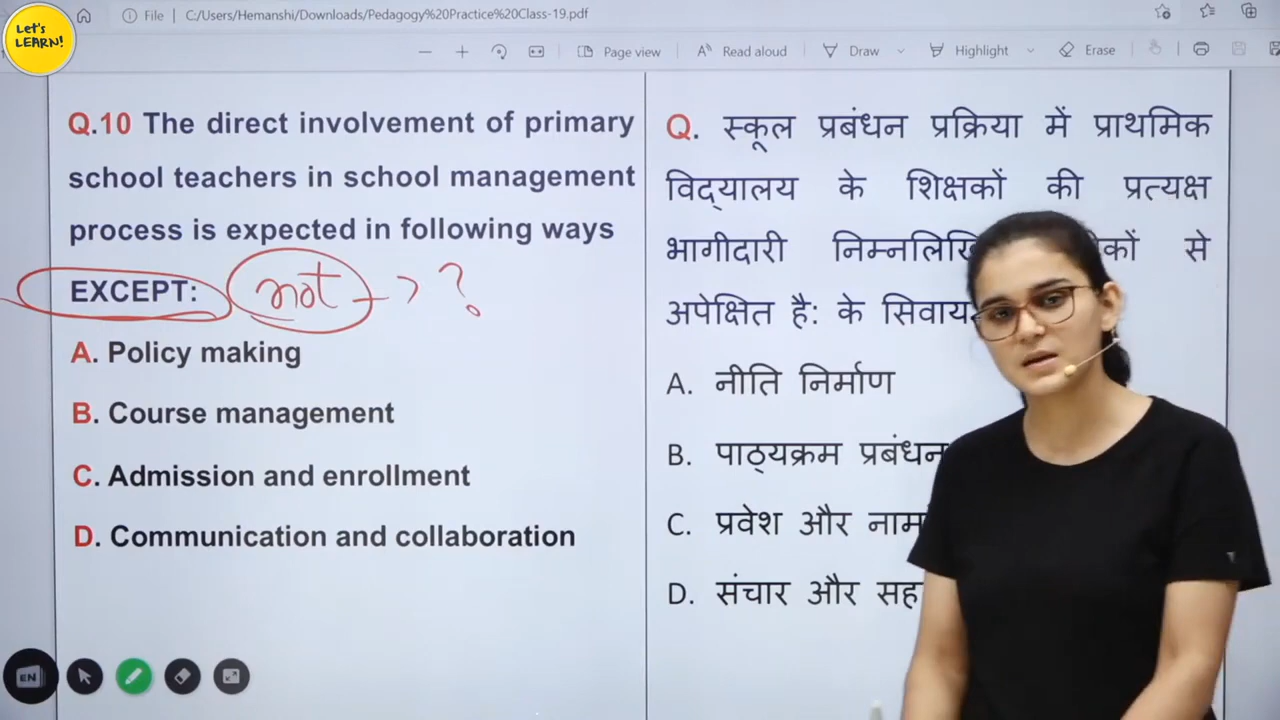 Let's
LEARN!
File | C:/Users/Hemanshi/Downloads/Pedagogy%20Practice%20Class-19.pdf
Page view
Read aloud
Draw
Highlight
Erase
Q.10 The direct involvement of primary
school teachers in school management
process is expected in following ways
EXCEPT: not → ?
A. Policy making
B. Course management
C. Admission and enrollment
D. Communication and collaboration
Q. स्कूल प्रबंधन प्रक्रिया में प्राथमिक
विद्यालय के शिक्षकों की प्रत्यक्ष
भागीदारी से
अपेक्षित है: के सिवाय
A. नीति निर्माण
B. पाठ्यक्रम प्रबंधन
C. प्रवेश और
D. संचार और
EN